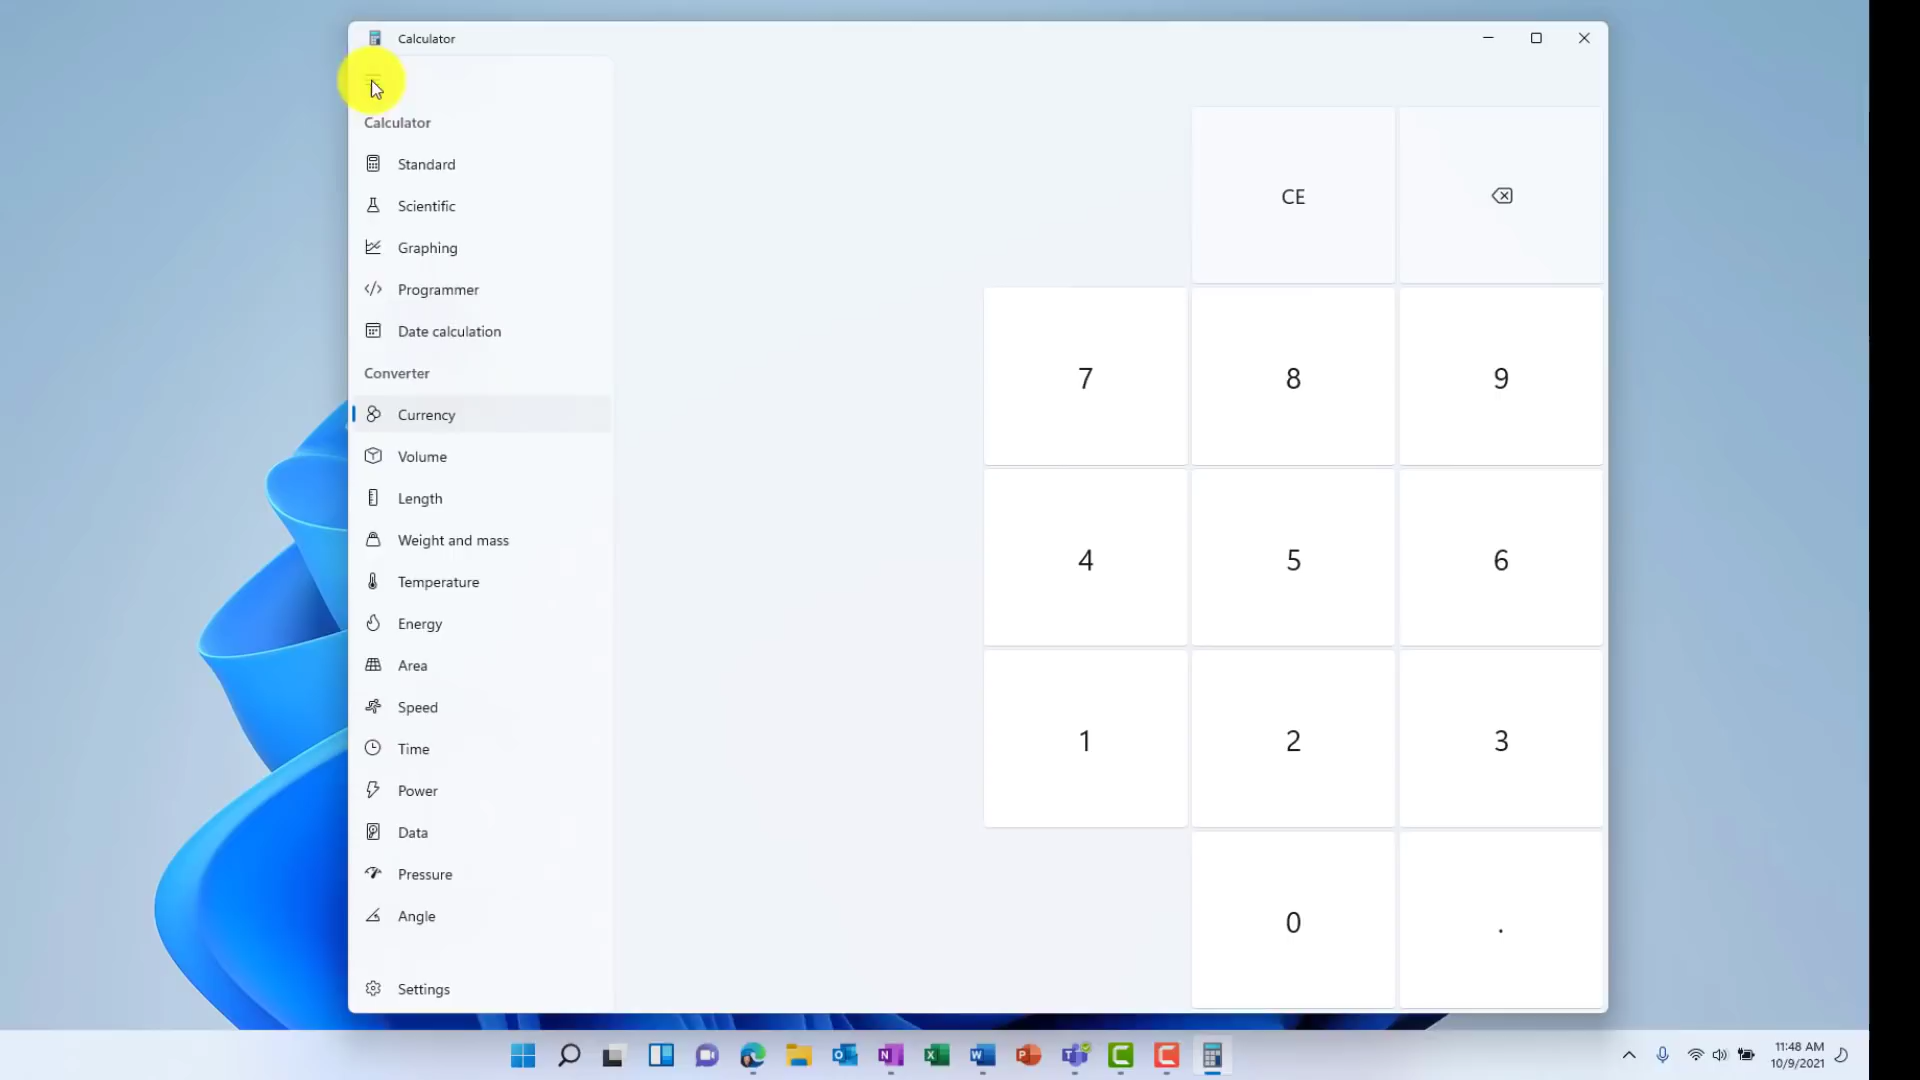 Calculator
Calculator
Standard
Scientific
Graphing
Programmer
Date calculation
Converter
Currency
Volume
Length
Weight and mass
Temperature
Energy
Area
Speed
Time
Power
Data
Pressure
Angle
Settings
CE
7 8 9
4 5 6
1 2 3
0 .
11:48 AM
10/9/2021